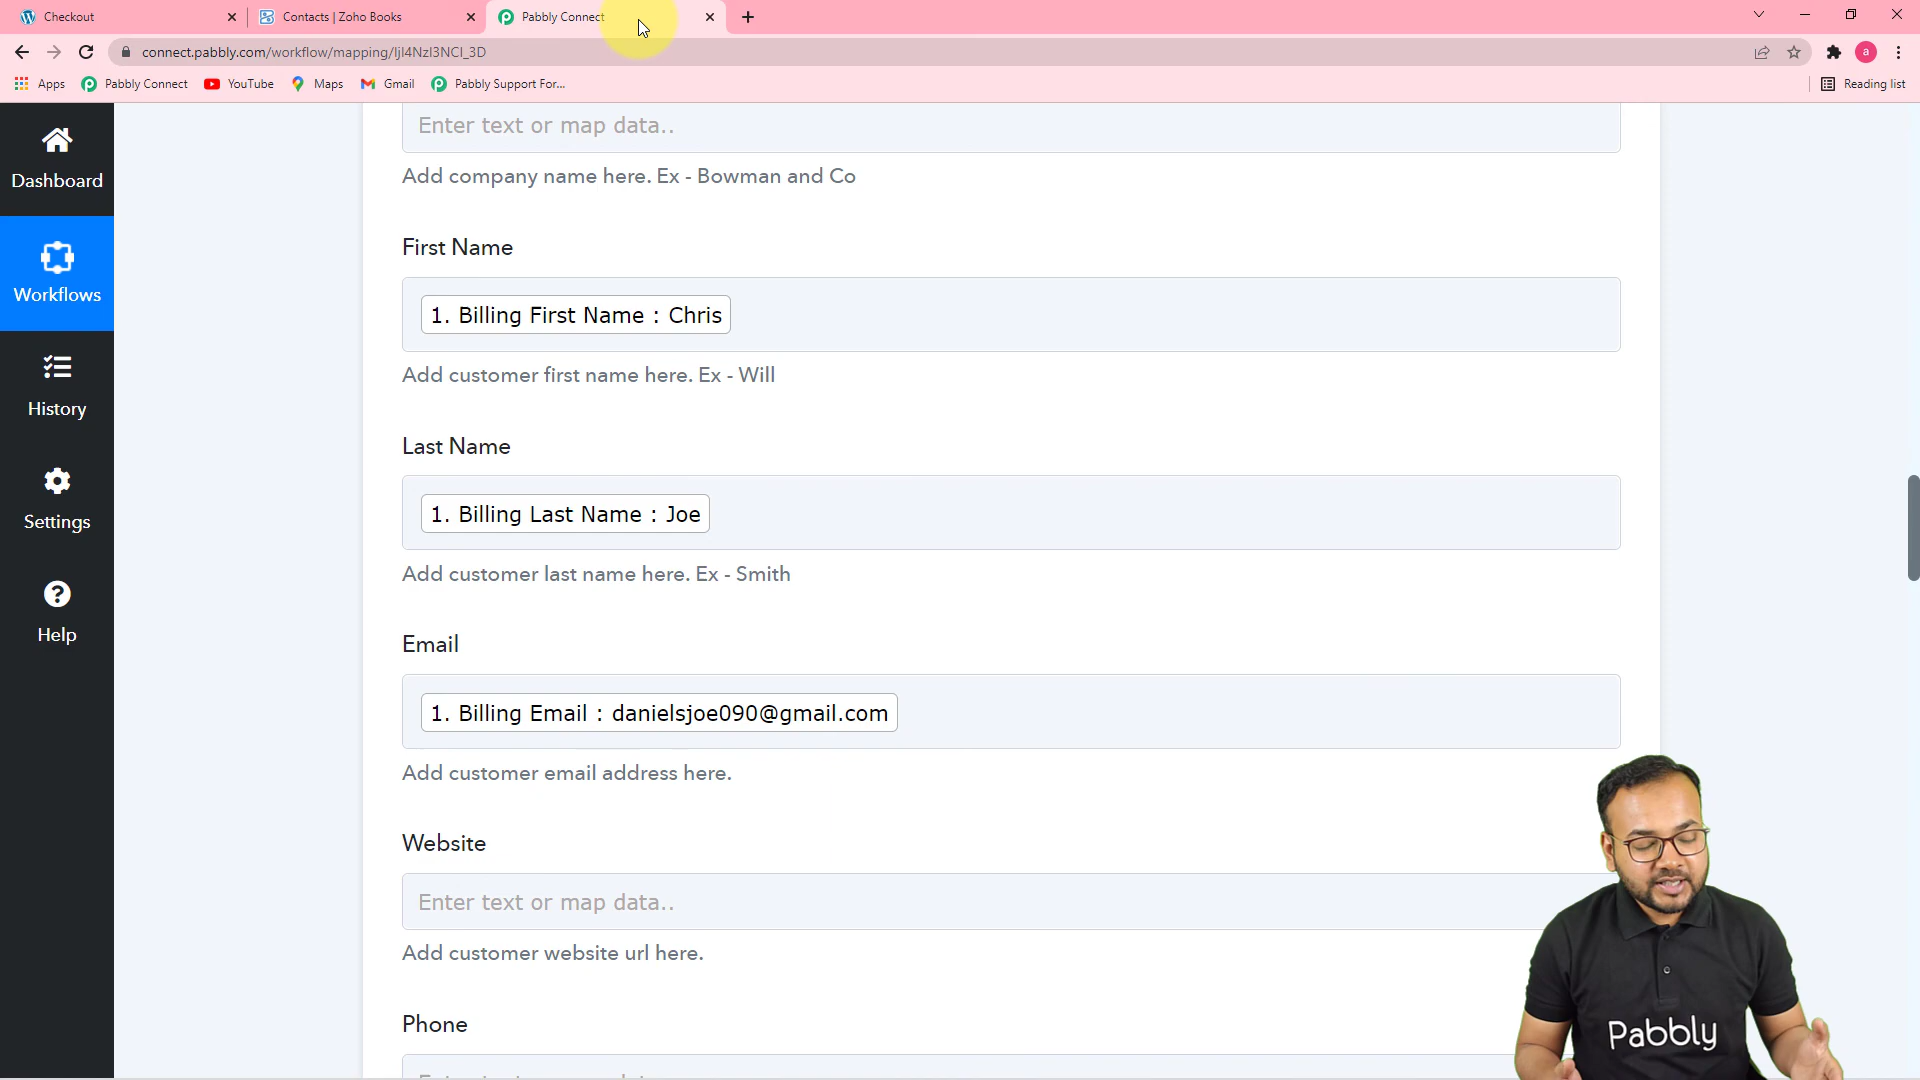 Checkout
Contacts | Zoho Books
Pabbly Connect
connect.pabbly.com/workflow/mapping/IjI4NzI3NCI_3D
a
Apps
Pabbly Connect
YouTube
Maps
Gmail
Pabbly Support For...
Reading list
Dashboard
Workflows
History
Settings
Help
Enter text or map data..
Add company name here. Ex - Bowman and Co
First Name
1. Billing First Name : Chris
Add customer first name here. Ex - Will
Last Name
1. Billing Last Name : Joe
Add customer last name here. Ex - Smith
Email
1. Billing Email : danielsjoe090@gmail.com
Add customer email address here.
Website
Enter text or map data..
Add customer website url here.
Phone
Pabbly